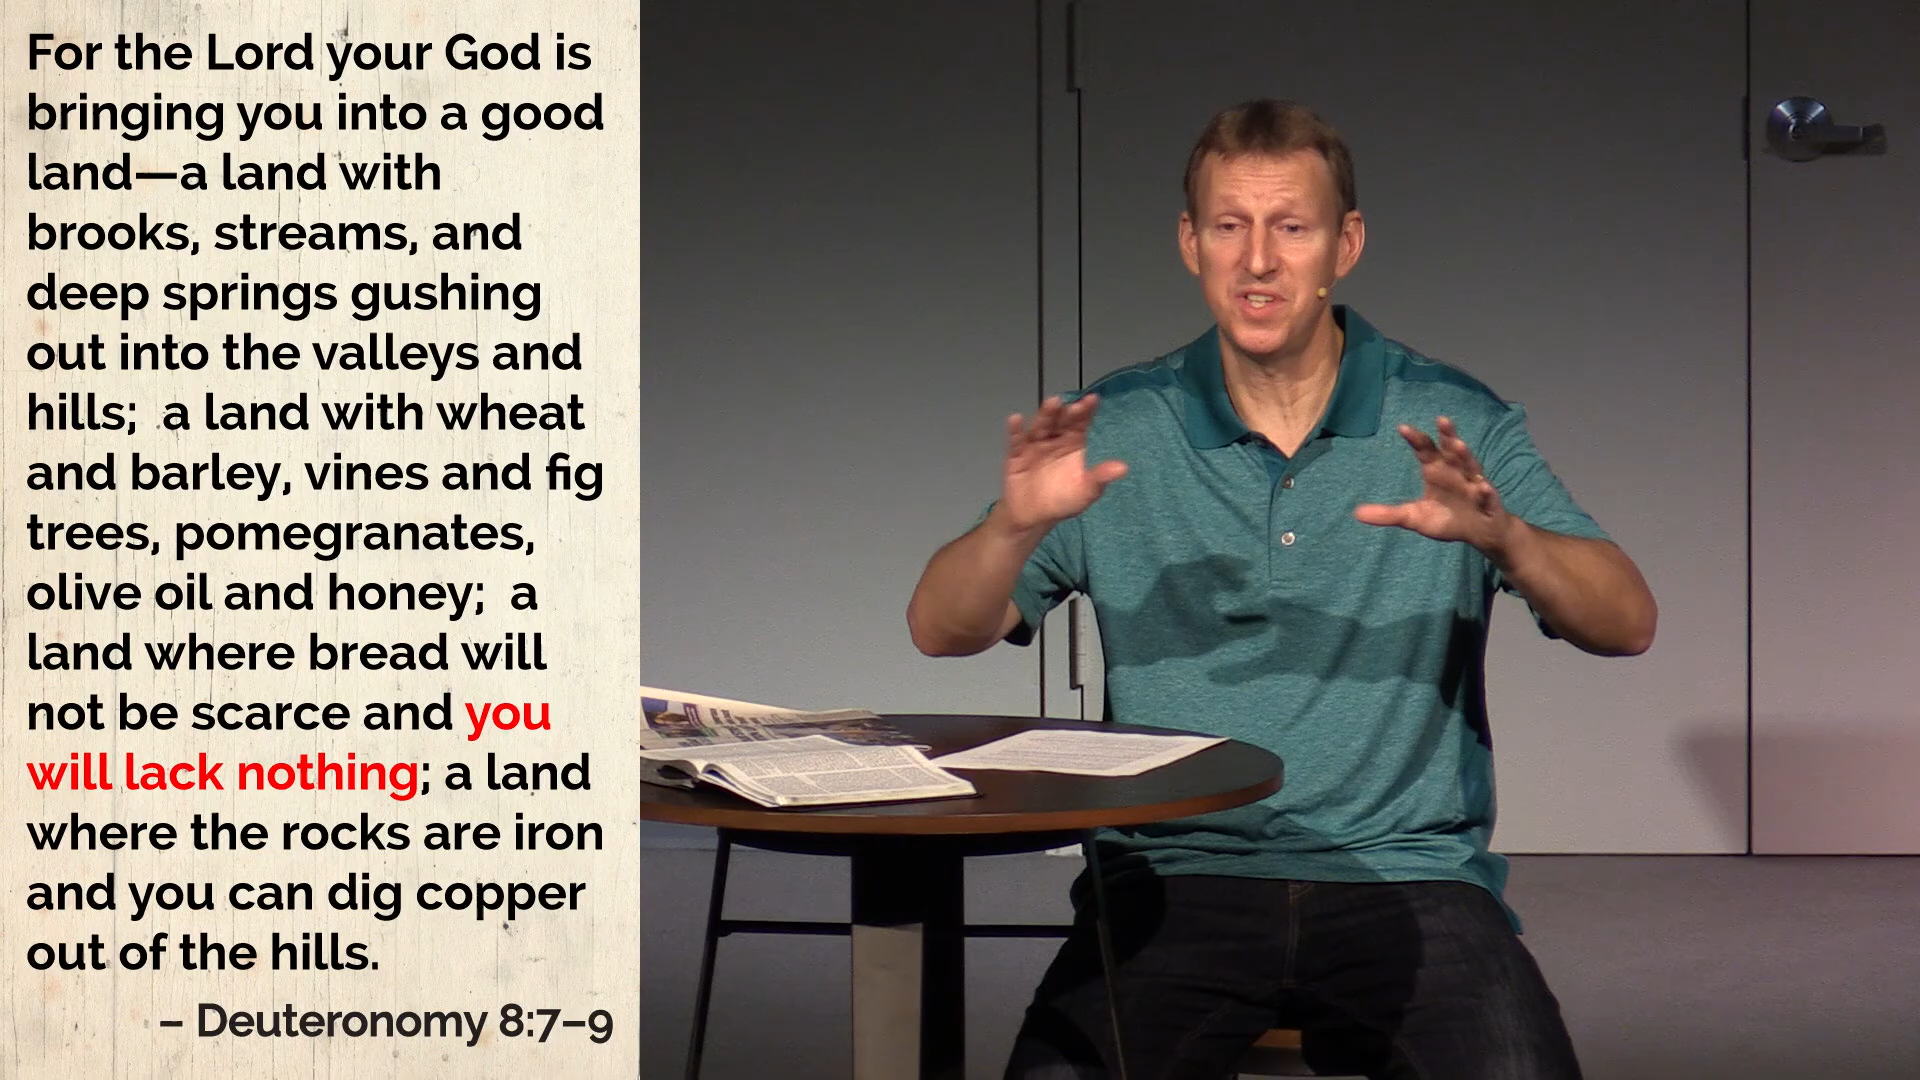 For the Lord your God is
bringing you into a good
land—a land with
brooks, streams, and
deep springs gushing
out into the valleys and
hills;  a land with wheat
and barley, vines and fig
trees, pomegranates,
olive oil and honey;  a
land where bread will
not be scarce and you
will lack nothing; a land
where the rocks are iron
and you can dig copper
out of the hills.
– Deuteronomy 8:7–9